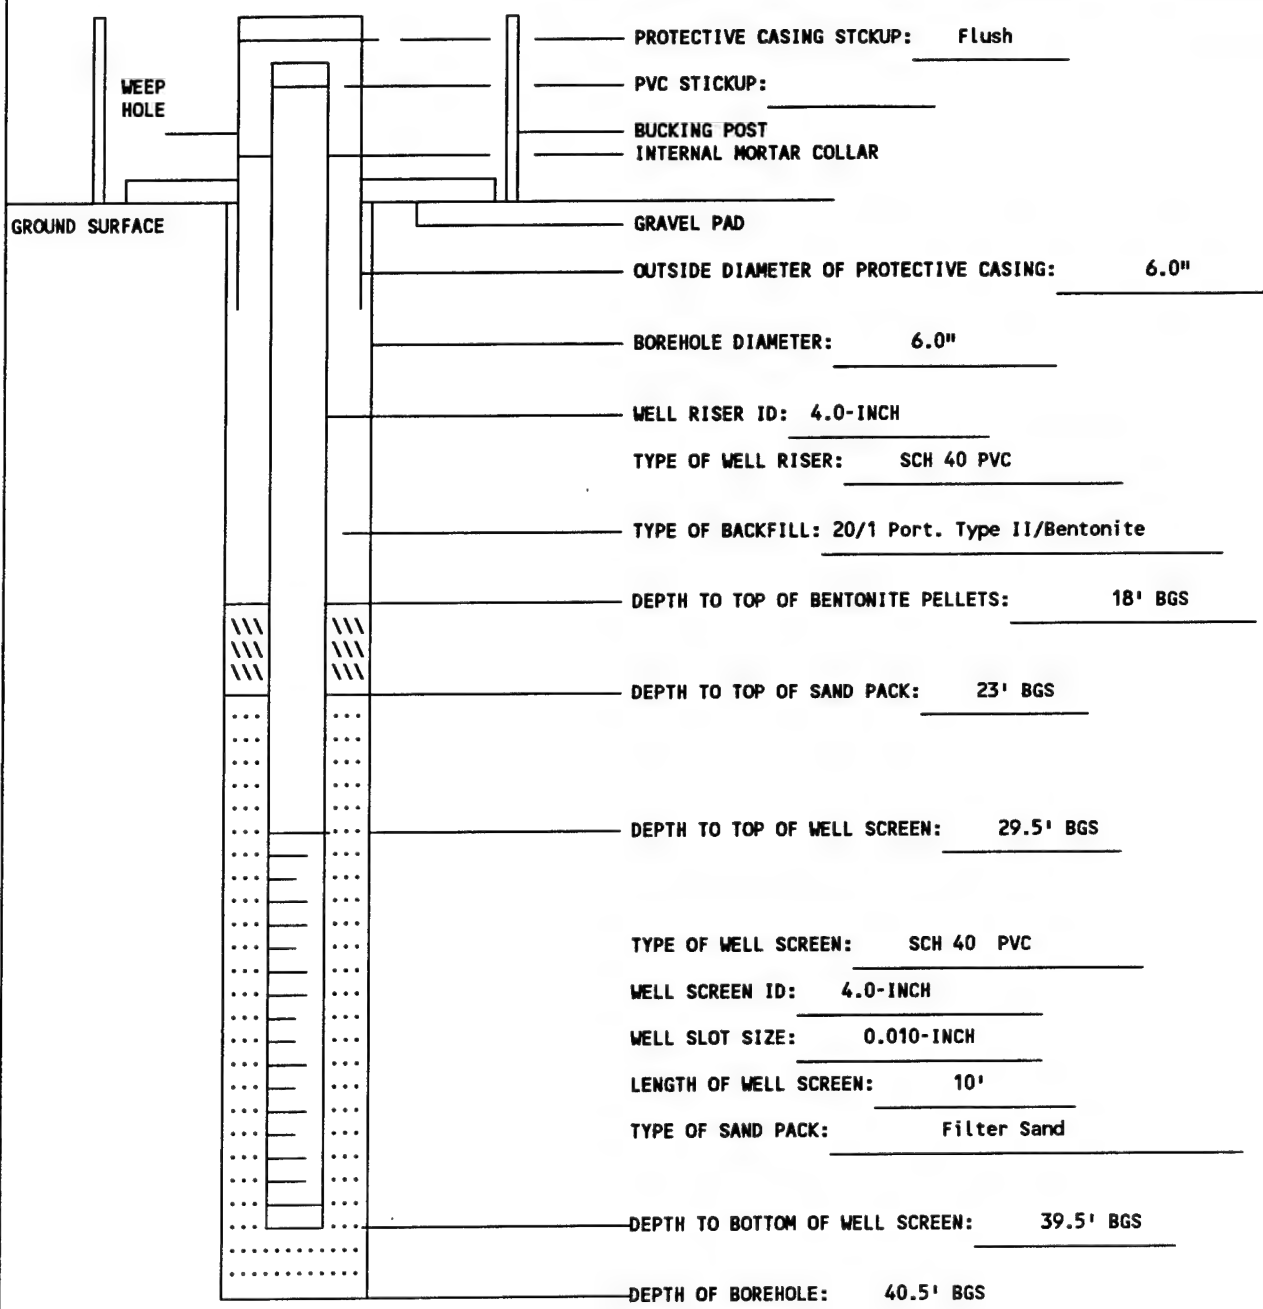 PROTECTIVE CASING STCKUP: Flush
WEEP
HOLE
PVC STICKUP:
BUCKING POST
INTERNAL MORTAR COLLAR
GROUND SURFACE
GRAVEL PAD
OUTSIDE DIAMETER OF PROTECTIVE CASING: 6.0"
BOREHOLE DIAMETER: 6.0"
WELL RISER ID: 4.0-INCH
TYPE OF WELL RISER: SCH 40 PVC
TYPE OF BACKFILL: 20/1 Port. Type II/Bentonite
DEPTH TO TOP OF BENTONITE PELLETS: 18' BGS
DEPTH TO TOP OF SAND PACK: 23' BGS
DEPTH TO TOP OF WELL SCREEN: 29.5' BGS
TYPE OF WELL SCREEN: SCH 40 PVC
WELL SCREEN ID: 4.0-INCH
WELL SLOT SIZE: 0.010-INCH
LENGTH OF WELL SCREEN: 10'
TYPE OF SAND PACK: Filter Sand
DEPTH TO BOTTOM OF WELL SCREEN: 39.5' BGS
DEPTH OF BOREHOLE: 40.5' BGS